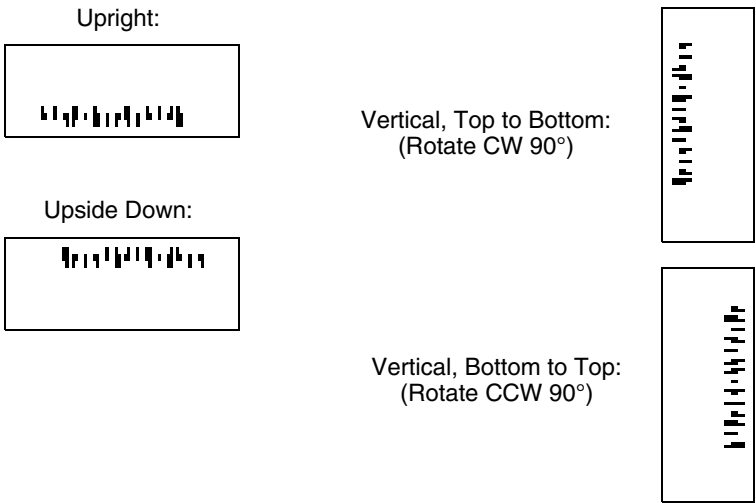 Upright:
Vertical, Top to Bottom:
(Rotate CW 90°)
Upside Down:
Vertical, Bottom to Top:
(Rotate CCW 90°)